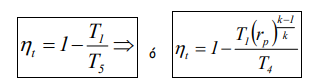 η_t = 1 − T_1/T_5 ⇒ ó η_t = 1 − T_1(r_p)^((k−1)/k)/T_4